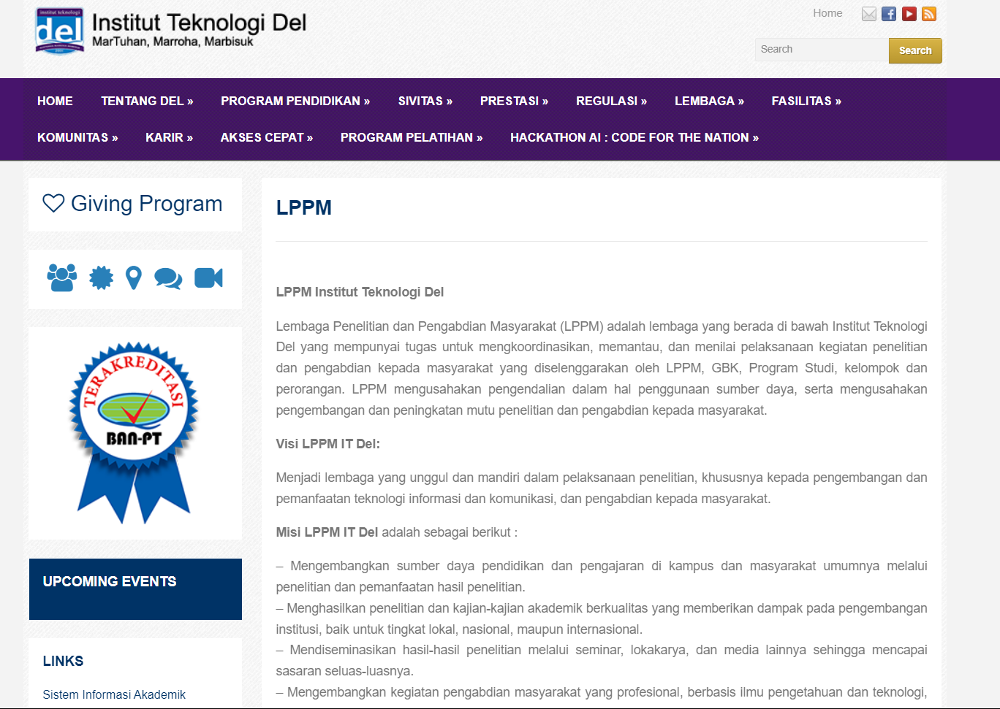 institut teknologi
del
Institut Teknologi Del
MarTuhan, Marroha, Marbisuk
Home
Search
Search
HOME TENTANG DEL » PROGRAM PENDIDIKAN » SIVITAS » PRESTASI » REGULASI » LEMBAGA » FASILITAS »
KOMUNITAS » KARIR » AKSES CEPAT » PROGRAM PELATIHAN » HACKATHON AI : CODE FOR THE NATION »
Giving Program
TERAKREDITASI
BAN-PT
UPCOMING EVENTS
LINKS
Sistem Informasi Akademik
LPPM
LPPM Institut Teknologi Del
Lembaga Penelitian dan Pengabdian Masyarakat (LPPM) adalah lembaga yang berada di bawah Institut Teknologi
Del yang mempunyai tugas untuk mengkoordinasikan, memantau, dan menilai pelaksanaan kegiatan penelitian
dan pengabdian kepada masyarakat yang diselenggarakan oleh LPPM, GBK, Program Studi, kelompok dan
perorangan. LPPM mengusahakan pengendalian dalam hal penggunaan sumber daya, serta mengusahakan
pengembangan dan peningkatan mutu penelitian dan pengabdian kepada masyarakat.
Visi LPPM IT Del:
Menjadi lembaga yang unggul dan mandiri dalam pelaksanaan penelitian, khususnya kepada pengembangan dan
pemanfaatan teknologi informasi dan komunikasi, dan pengabdian kepada masyarakat.
Misi LPPM IT Del adalah sebagai berikut :
– Mengembangkan sumber daya pendidikan dan pengajaran di kampus dan masyarakat umumnya melalui
penelitian dan pemanfaatan hasil penelitian.
– Menghasilkan penelitian dan kajian-kajian akademik berkualitas yang memberikan dampak pada pengembangan
institusi, baik untuk tingkat lokal, nasional, maupun internasional.
– Mendiseminasikan hasil-hasil penelitian melalui seminar, lokakarya, dan media lainnya sehingga mencapai
sasaran seluas-luasnya.
– Mengembangkan kegiatan pengabdian masyarakat yang profesional, berbasis ilmu pengetahuan dan teknologi,